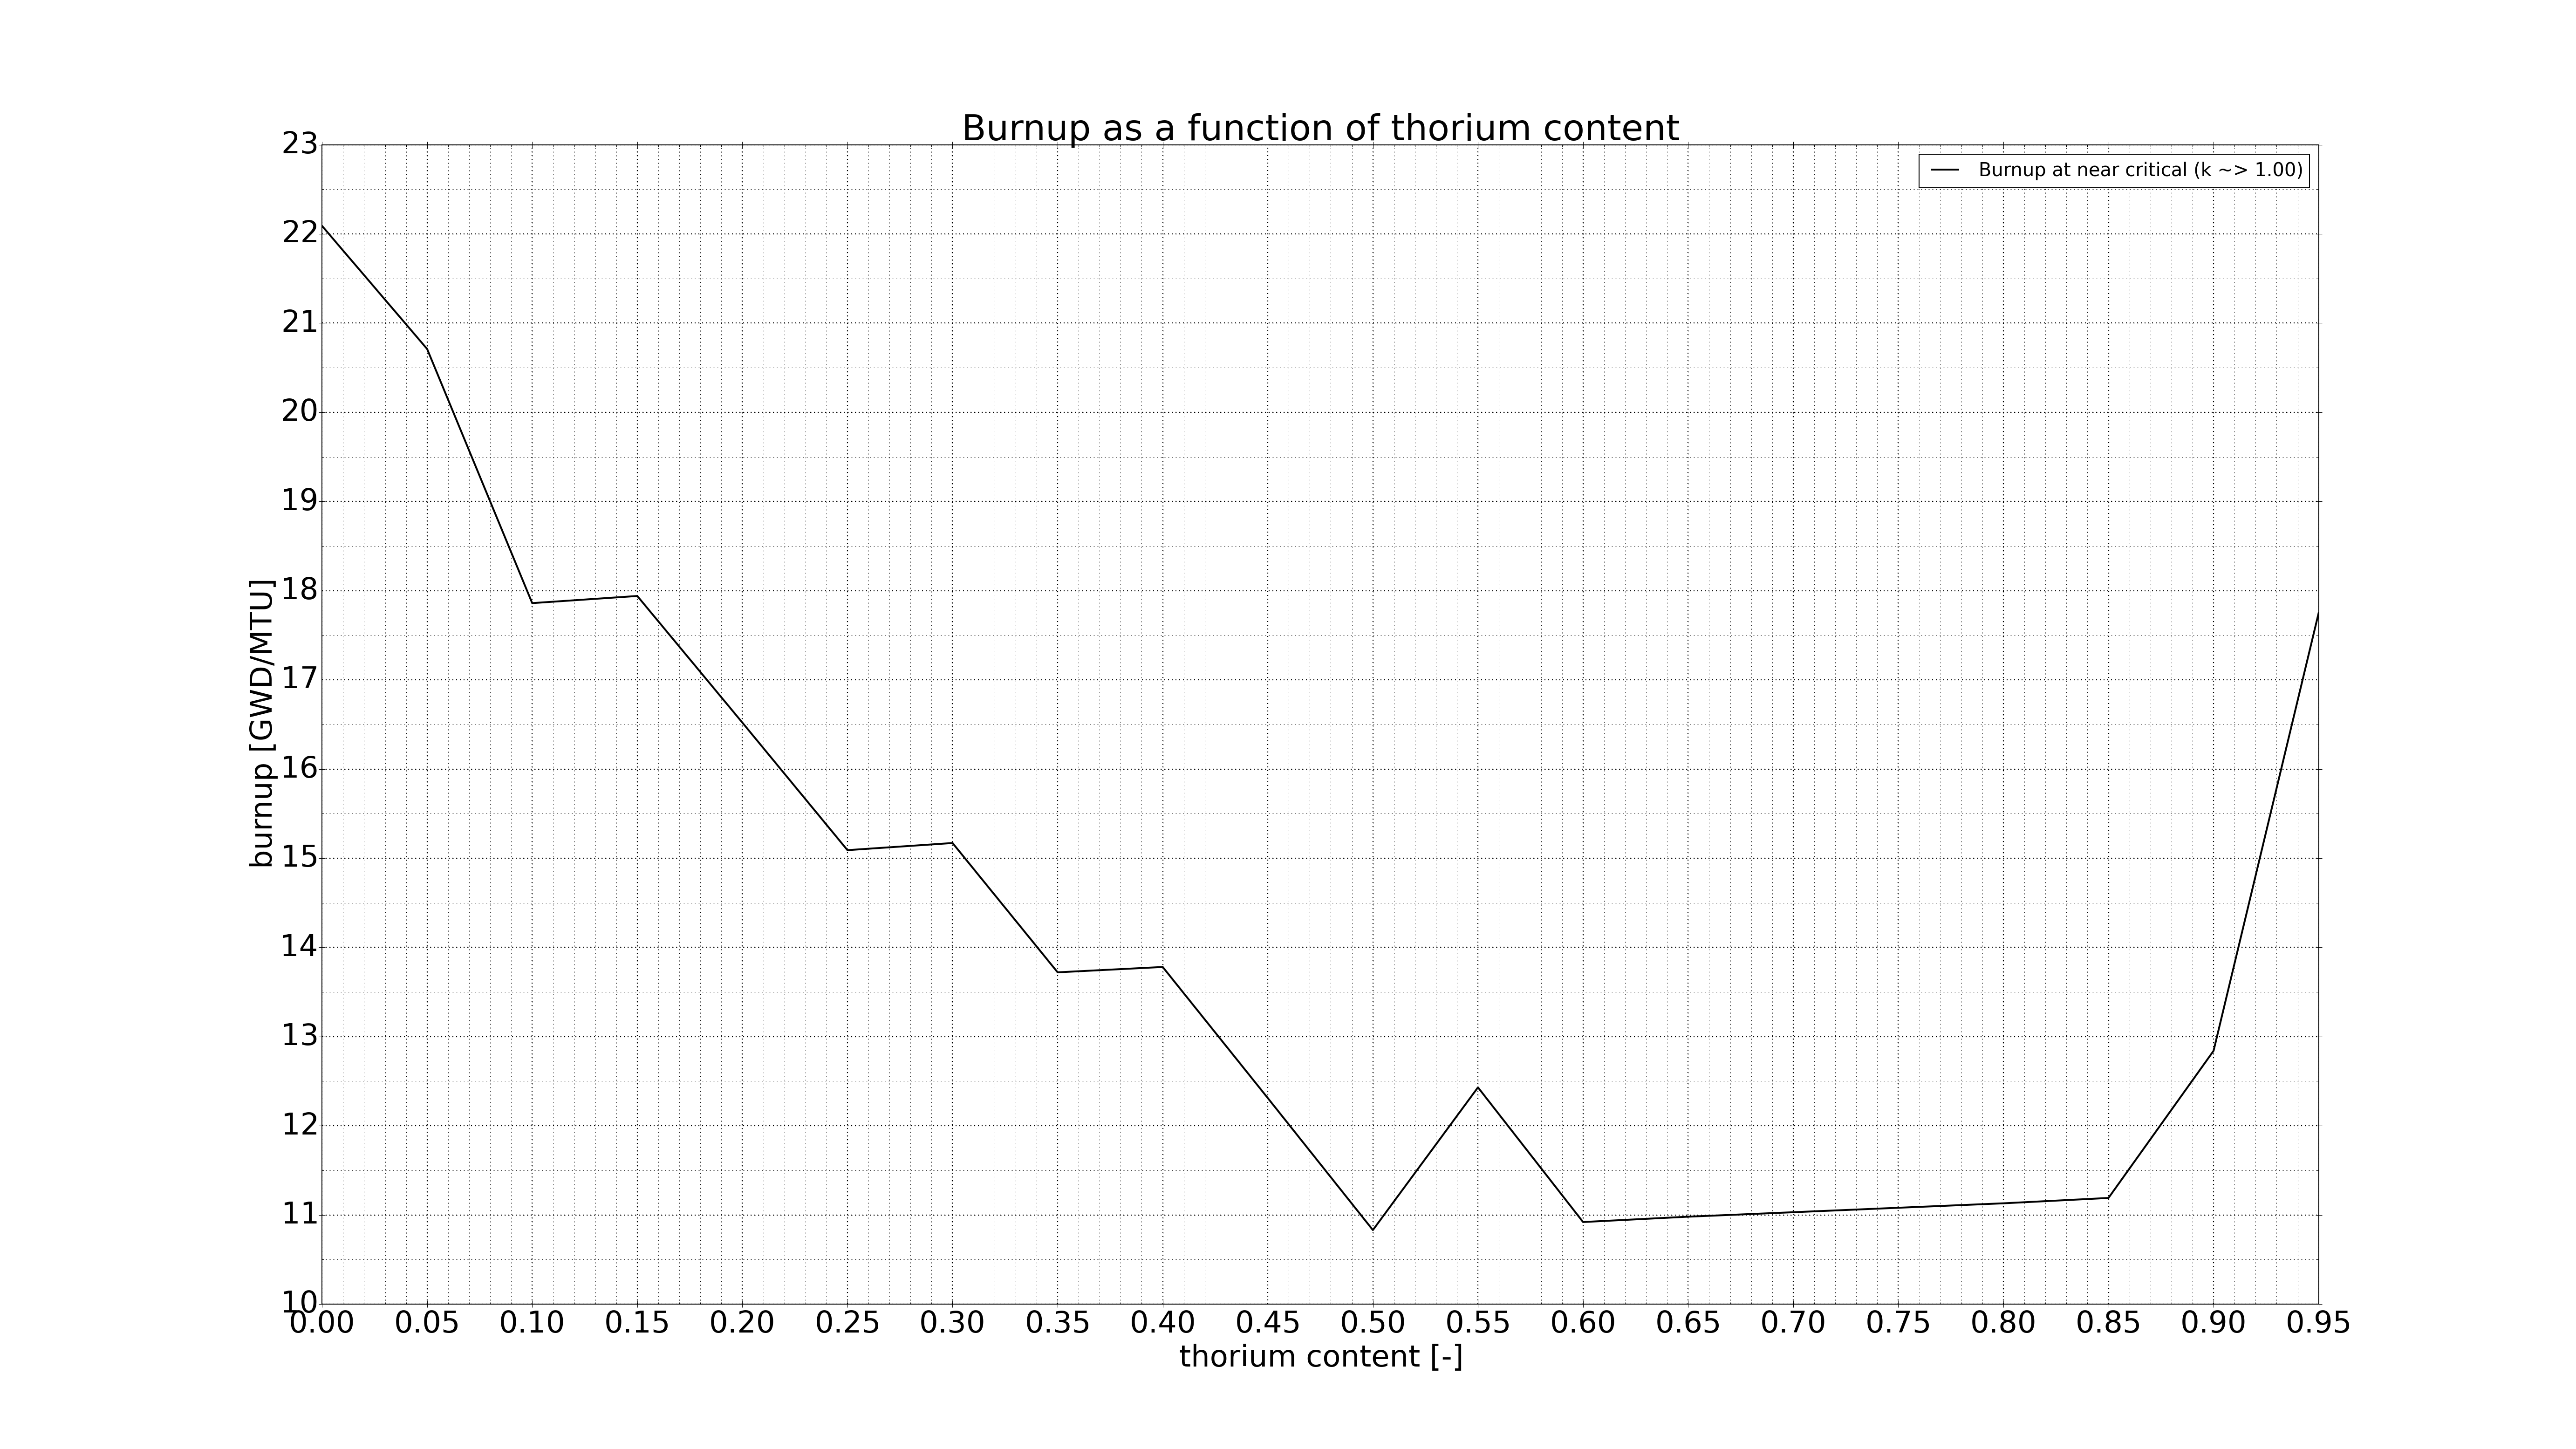 Burnup as a function of thorium content
Burnup at near critical (k ~> 1.00)
burnup [GWD/MTU]
23
22
21
20
19
18
17
16
15
14
13
12
11
10
0.00 0.05 0.10 0.15 0.20 0.25 0.30 0.35 0.40 0.45 0.50 0.55 0.60 0.65 0.70 0.75 0.80 0.85 0.90 0.95
thorium content [-]